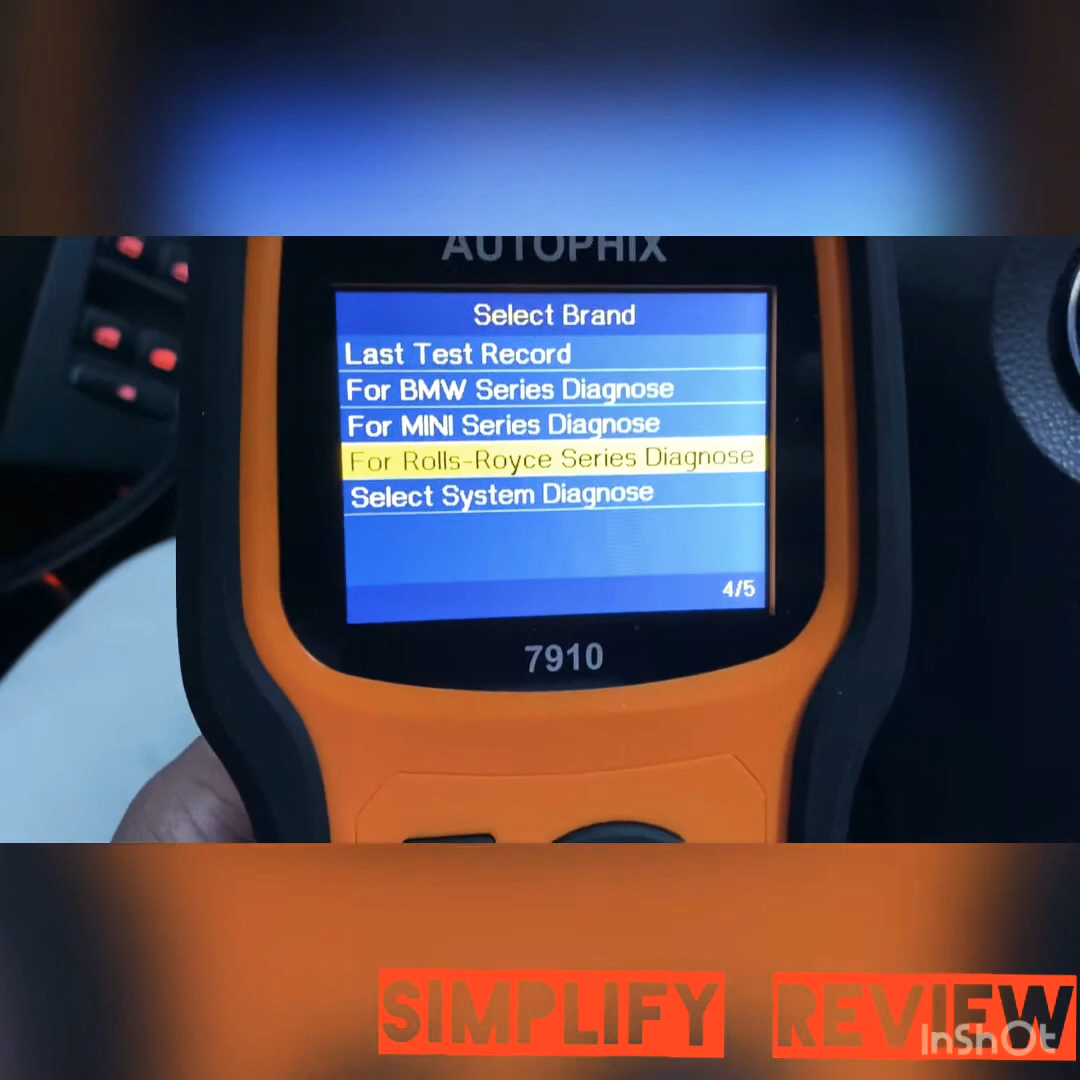 AUTOPHIX
Select Brand
Last Test Record
For BMW Series Diagnose
For MINI Series Diagnose
For Rolls-Royce Series Diagnose
Select System Diagnose
4/5
7910
SIMPLIFY REVIEW
InShOt